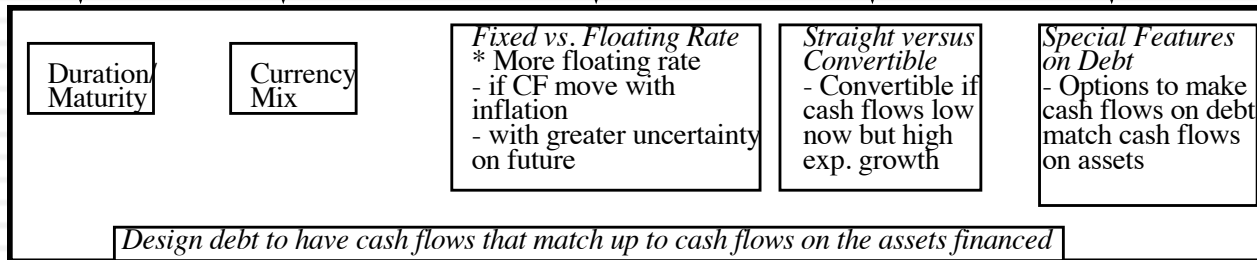 Duration/
Maturity
Currency
Mix
Fixed vs. Floating Rate
* More floating rate
- if CF move with
inflation
- with greater uncertainty
on future
Straight versus
Convertible
- Convertible if
cash flows low
now but high
exp. growth
Special Features
on Debt
- Options to make
cash flows on debt
match cash flows
on assets
Design debt to have cash flows that match up to cash flows on the assets financed